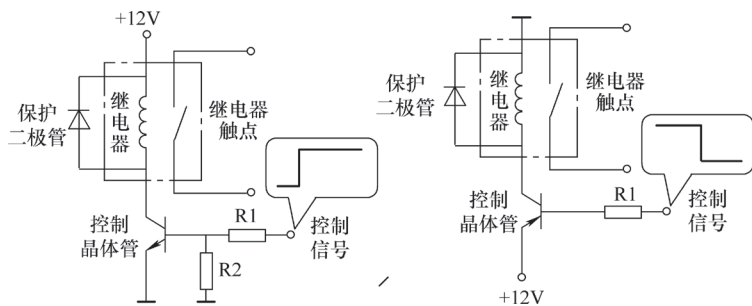 +12V
保护
二极管
继
电
器
继电器
触点
控制
晶体管
R1
R2
控制
信号
保护
二极管
继
电
器
继电器
触点
控制
晶体管
R1
控制
信号
+12V